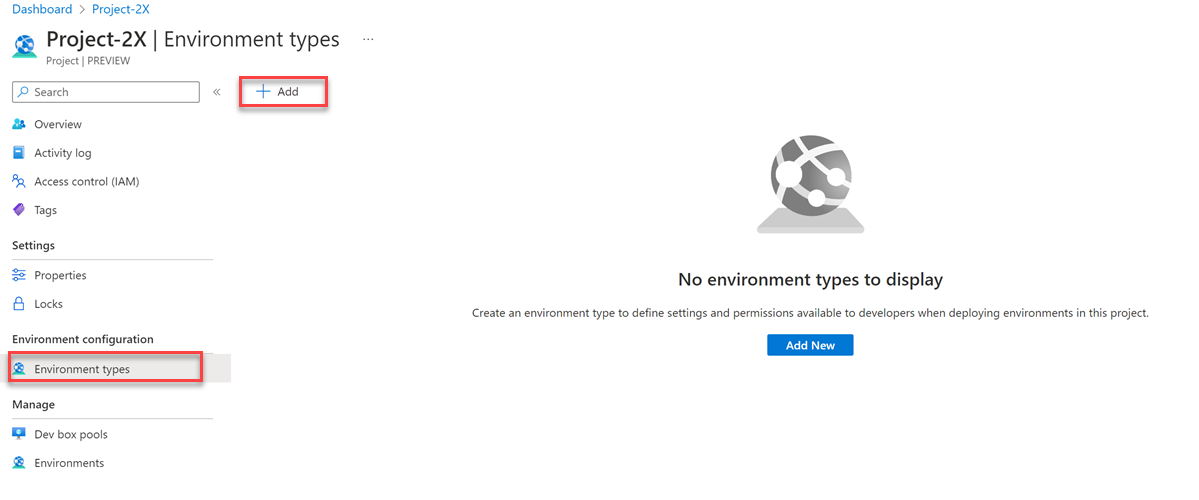 Dashboard > Project-2X
Project-2X | Environment types ...
Project | PREVIEW
Search «
+ Add
Overview
Activity log
Access control (IAM)
Tags
Settings
Properties
Locks
Environment configuration
Environment types
Manage
Dev box pools
Environments
No environment types to display
Create an environment type to define settings and permissions available to developers when deploying environments in this project.
Add New